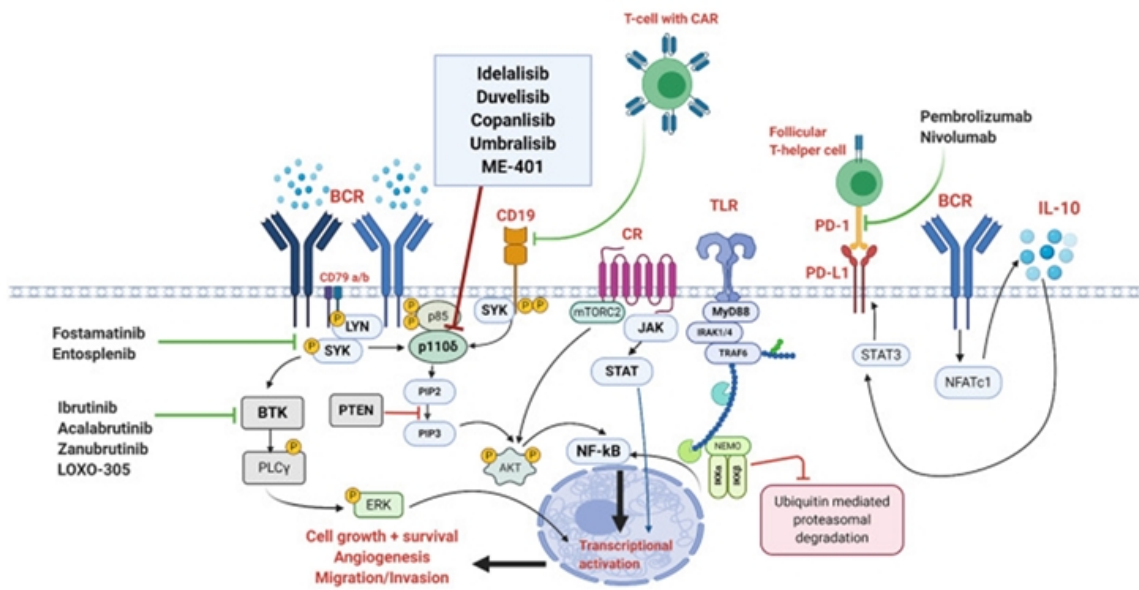 T-cell with CAR
Idelalisib
Duvelisib
Copanlisib
Umbralisib
ME-401
Pembrolizumab
Nivolumab
Follicular
T-helper cell
BCR
CD19
CR
TLR
PD-1
BCR
IL-10
PD-L1
CD79 a/b
P
LYN
P
SYK
P
P
p85
SYK
P
P
mTORC2
MyD88
Fostamatinib
Entosplenib
p110δ
JAK
IRAK1/4
TRAF6
STAT3
STAT
NFATc1
PIP2
Ibrutinib
Acalabrutinib
Zanubrutinib
LOXO-305
BTK
PTEN
PIP3
P
PLCγ
P
P
AKT
NF-kB
NEMO
IKKa
IKKβ
P
ERK
Ubiquitin mediated
proteasomal
degradation
Cell growth + survival
Angiogenesis
Migration/Invasion
Transcriptional
activation